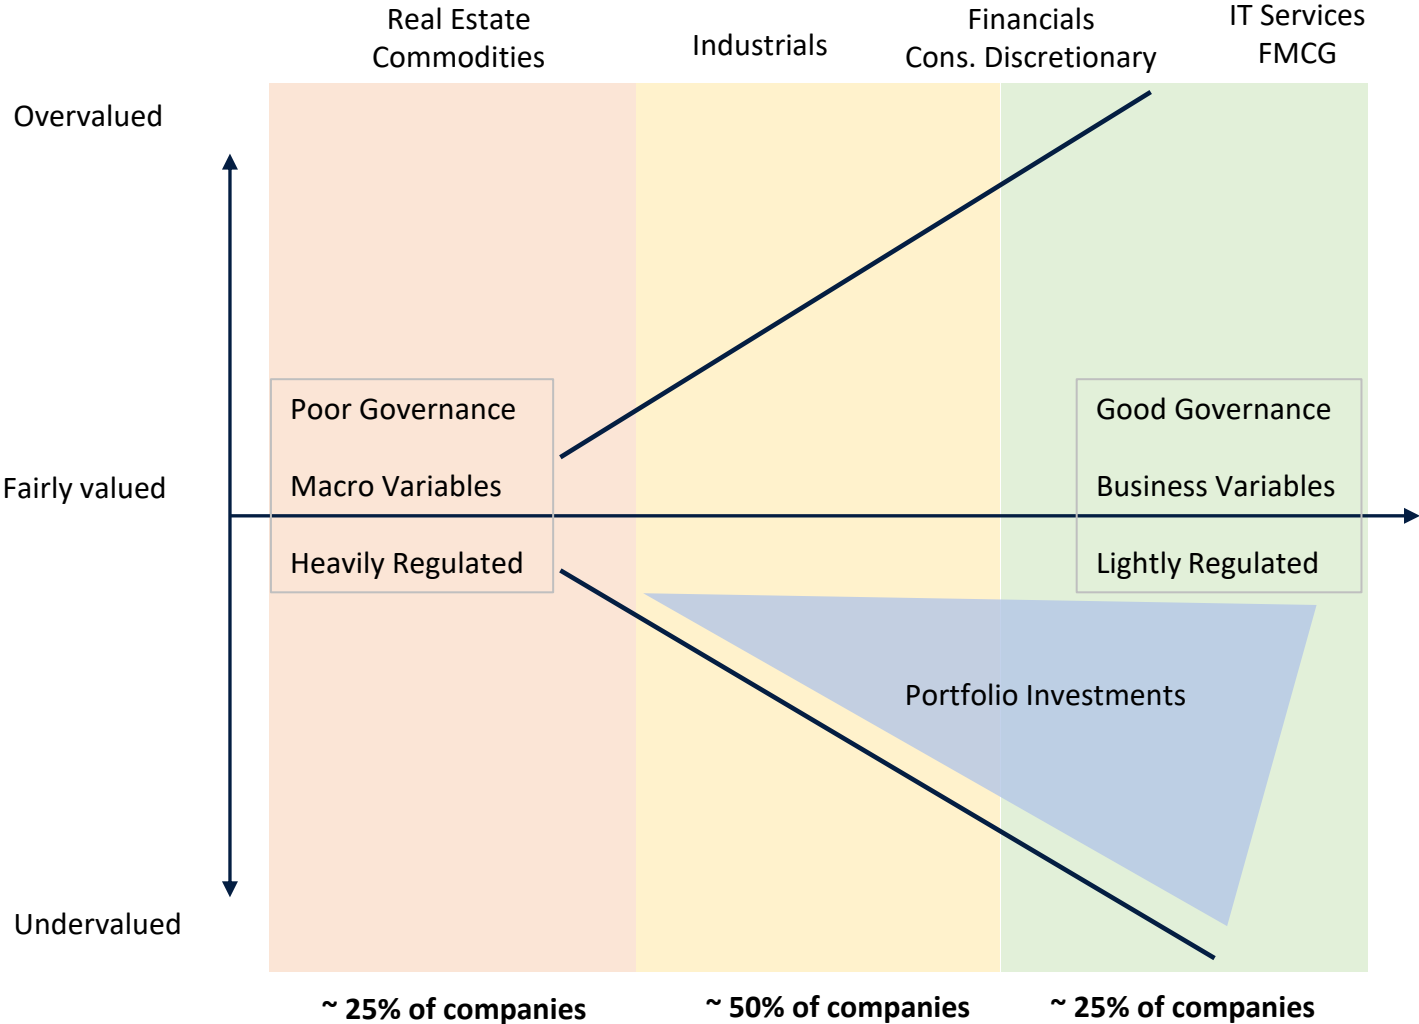 Real Estate
Commodities
Industrials
Financials
Cons. Discretionary
IT Services
FMCG
Overvalued
Poor Governance
Good Governance
Fairly valued
Macro Variables
Business Variables
Heavily Regulated
Lightly Regulated
Portfolio Investments
Undervalued
~ 25% of companies
~ 50% of companies
~ 25% of companies